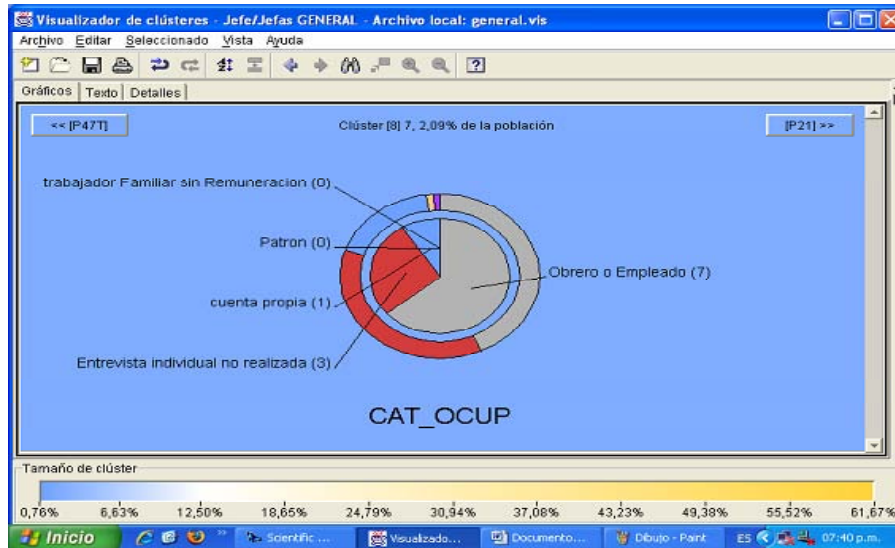 Visualizador de clústeres - Jefe/Jefas GENERAL - Archivo local: general.vis
Archivo Editar Seleccionado Vista Ayuda
Gráficos Texto Detalles
<< [P47T]
Clúster [8] 7, 2,09% de la población
[P21] >>
trabajador Familiar sin Remuneracion (0)
Patron (0)
Obrero o Empleado (7)
cuenta propia (1)
Entrevista individual no realizada (3)
CAT_OCUP
Tamaño de clúster
0,76% 6,63% 12,50% 18,65% 24,79% 30,94% 37,08% 43,23% 49,38% 55,52% 61,67%
Inicio » Scientific ... Visualizado... Documento... Dibujo - Paint ES 07:40 p.m.